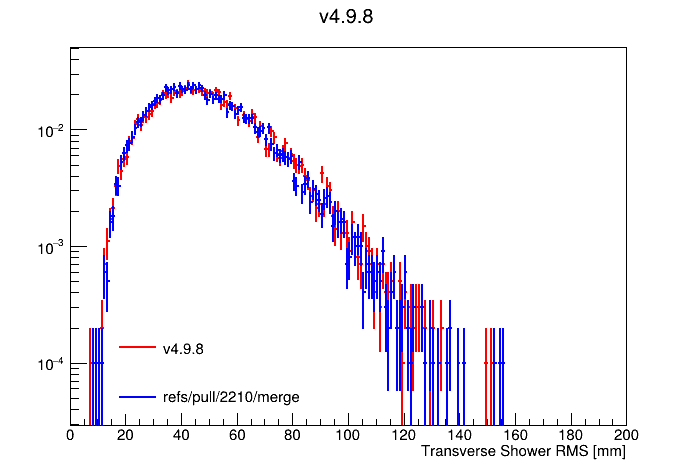 v4.9.8
10⁻²
10⁻³
10⁻⁴
v4.9.8
refs/pull/2210/merge
0 20 40 60 80 100 120 140 160 180 200
Transverse Shower RMS [mm]